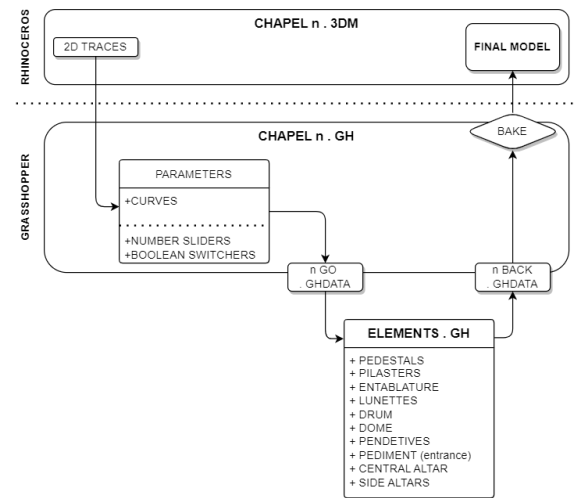 RHINOCEROS
CHAPEL n . 3DM
2D TRACES
FINAL MODEL
GRASSHOPPER
CHAPEL n . GH
BAKE
PARAMETERS
+CURVES
+NUMBER SLIDERS
+BOOLEAN SWITCHERS
n GO
. GHDATA
n BACK
. GHDATA
ELEMENTS . GH
+ PEDESTALS
+ PILASTERS
+ ENTABLATURE
+ LUNETTES
+ DRUM
+ DOME
+ PENDETIVES
+ PEDIMENT (entrance)
+ CENTRAL ALTAR
+ SIDE ALTARS